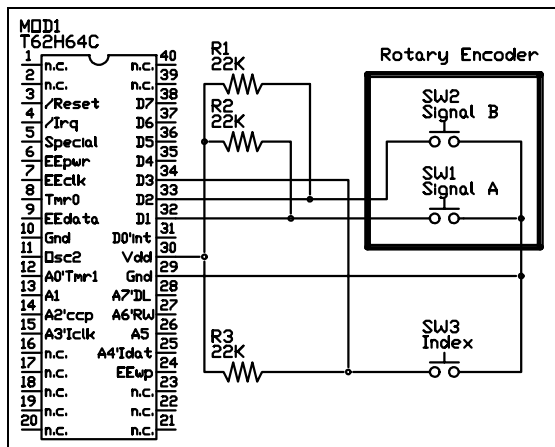 MOD1
T62H64C
1 n.c. n.c. 40
2 n.c. n.c. 39
3 /Reset D7 38
4 /Irq D6 37
5 Special D5 36
6 EEpwr D4 35
7 EEclk D3 34
8 Tmr0 D2 33
9 EEdata D1 32
10 Gnd D0'Int 31
11 Osc2 Vdd 30
12 A0'Tmr1 Gnd 29
13 A1 A7'DL 28
14 A2'ccp A6'RW 27
15 A3'Iclk A5 26
16 n.c. A4'Idat 25
17 n.c. EEwp 24
18 n.c. n.c. 23
19 n.c. n.c. 22
20 n.c. n.c. 21
R1
22K
R2
22K
R3
22K
Rotary Encoder
SW2
Signal B
SW1
Signal A
SW3
Index